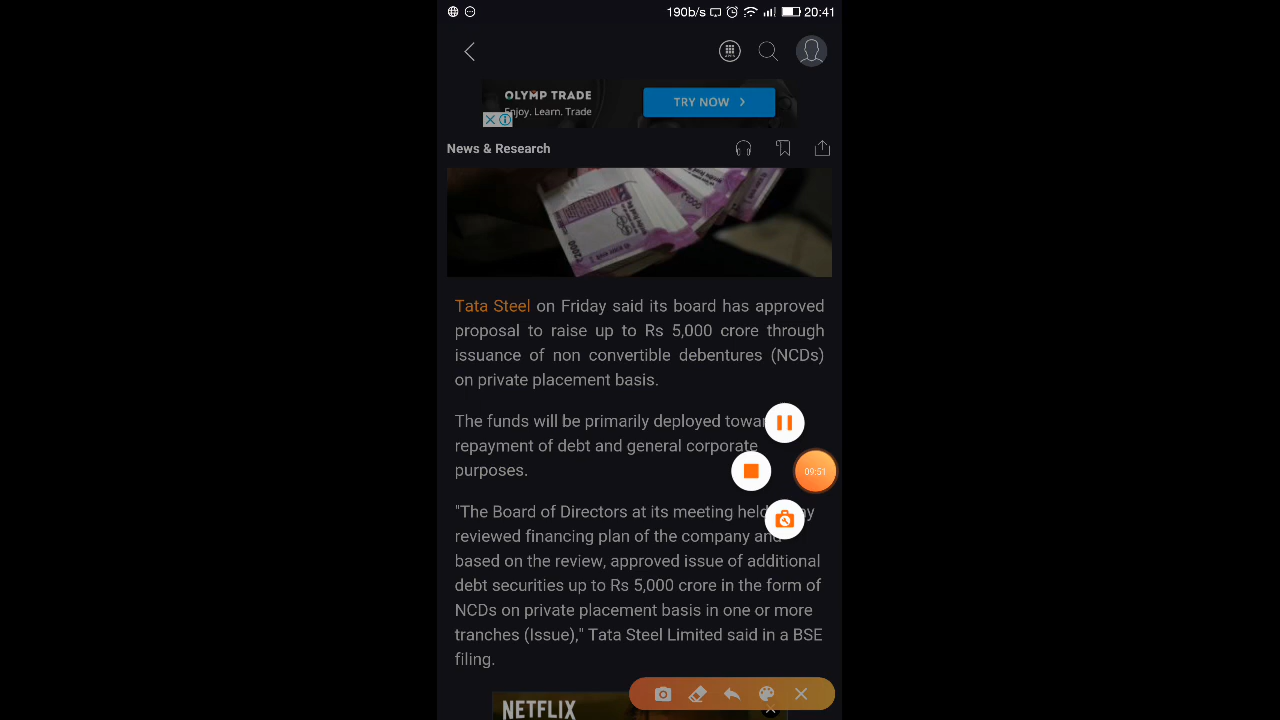 190b/s 20:41
OLYMP TRADE
Enjoy. Learn. Trade
TRY NOW
News & Research
Tata Steel on Friday said its board has approved
proposal to raise up to Rs 5,000 crore through
issuance of non convertible debentures (NCDs)
on private placement basis.
The funds will be primarily deployed towar
repayment of debt and general corporate
purposes.
09:51
"The Board of Directors at its meeting held y
reviewed financing plan of the company and
based on the review, approved issue of additional
debt securities up to Rs 5,000 crore in the form of
NCDs on private placement basis in one or more
tranches (Issue)," Tata Steel Limited said in a BSE
filing.
NETFLIX